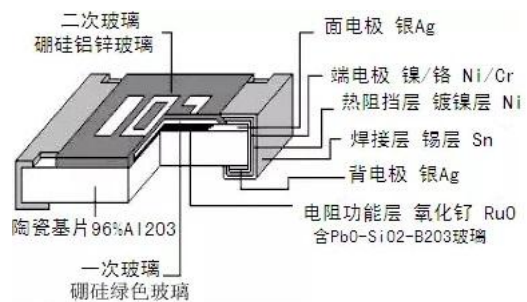 二次玻璃
硼硅铝锌玻璃
面电极 银Ag
端电极 镍/铬 Ni/Cr
热阻挡层 镀镍层 Ni
焊接层 锡层 Sn
背电极 银Ag
电阻功能层 氧化钌 RuO
含PbO-SiO2-B2O3玻璃
101
陶瓷基片96%Al2O3
一次玻璃
硼硅绿色玻璃